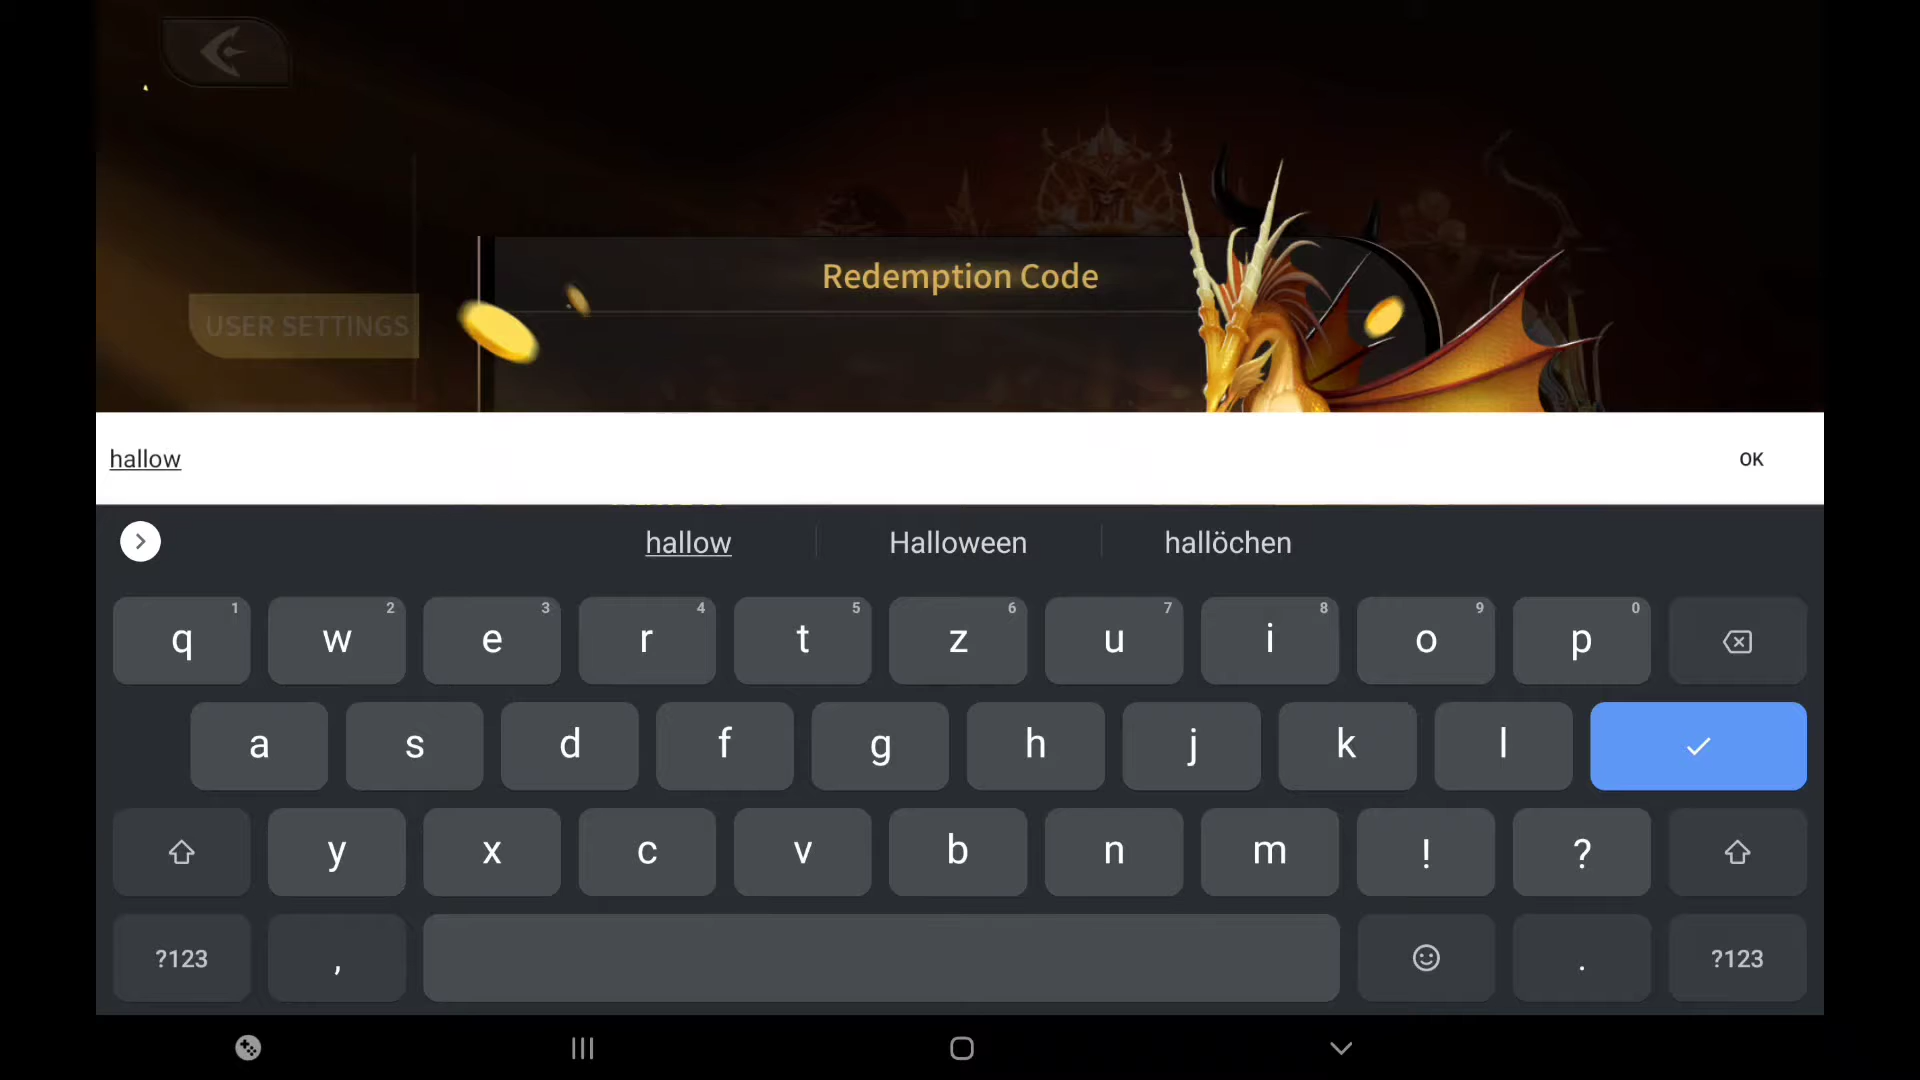 Redemption Code
USER SETTINGS
hallow
OK
hallow Halloween hallöchen
1 2 3 4 5 6 7 8 9 0
q w e r t z u i o p
a s d f g h j k l
y x c v b n m ! ?
?123 , . ?123